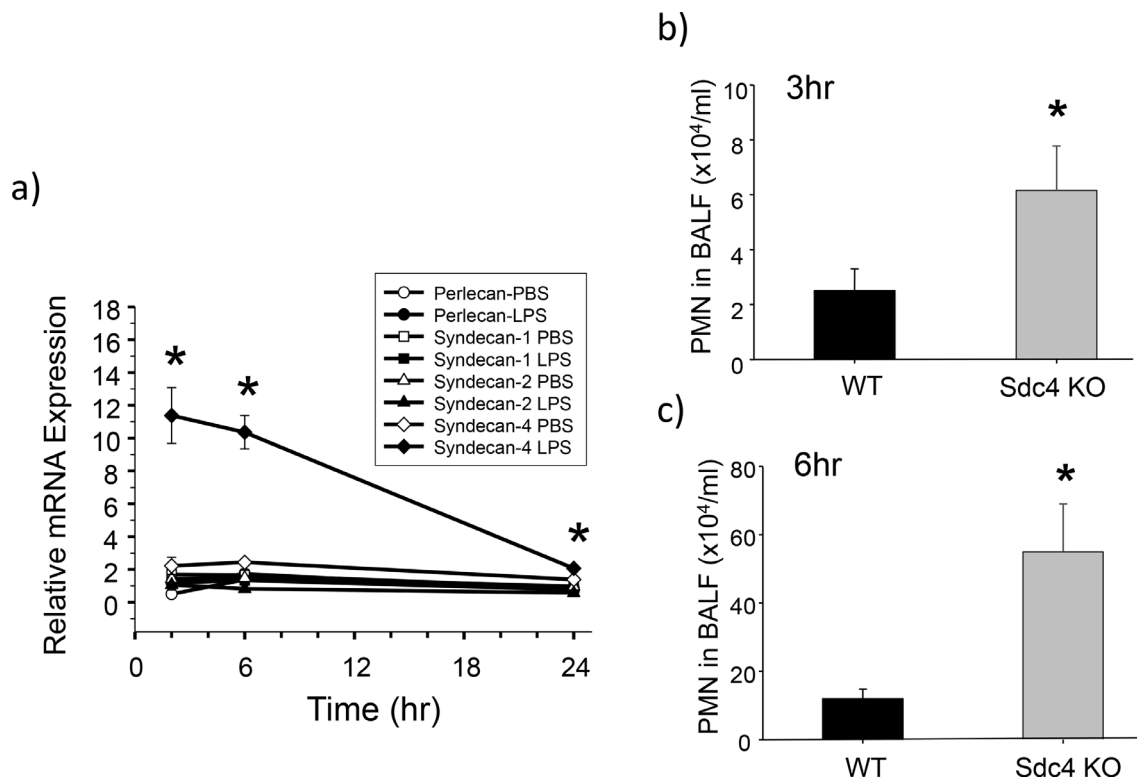 a)
Relative mRNA Expression
18
16
14
12
10
8
6
4
2
0
*
*
*
Perlecan-PBS
Perlecan-LPS
Syndecan-1 PBS
Syndecan-1 LPS
Syndecan-2 PBS
Syndecan-2 LPS
Syndecan-4 PBS
Syndecan-4 LPS
0 6 12 18 24
Time (hr)
b)
3hr
PMN in BALF (x10⁴/ml)
10
8
6
4
2
0
*
WT Sdc4 KO
c)
6hr
PMN in BALF (x10⁴/ml)
80
60
40
20
0
*
WT Sdc4 KO